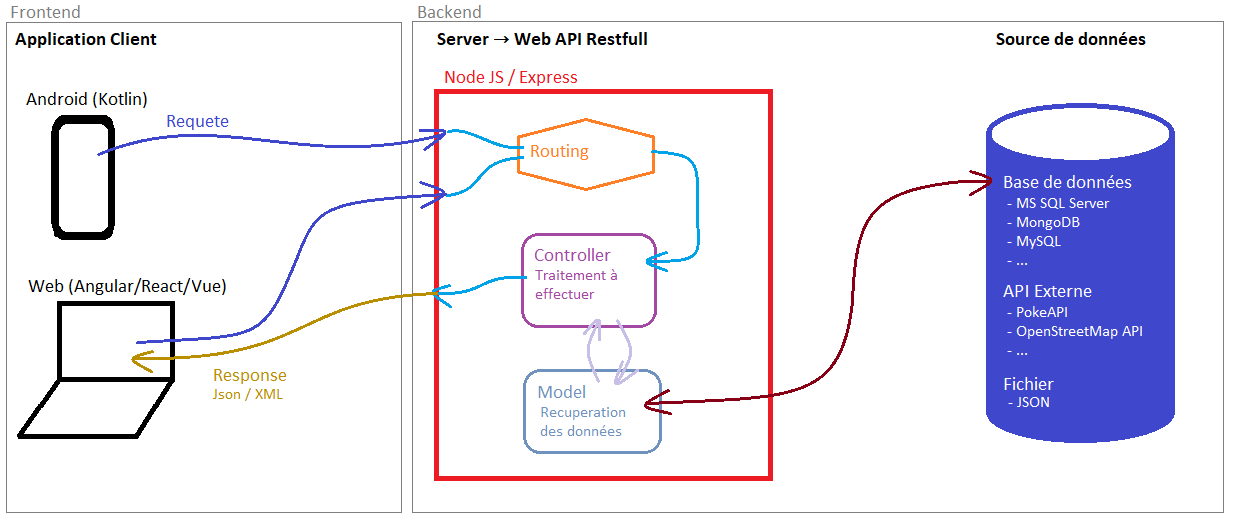 Frontend
Backend
Application Client
Server → Web API Restfull
Source de données
Node JS / Express
Android (Kotlin)
Requete
Routing
Base de données
- MS SQL Server
- MongoDB
- MySQL
- ...
Controller
Traitement à
effectuer
Web (Angular/React/Vue)
API Externe
- PokeAPI
- OpenStreetMap API
- ...
Response
Json / XML
Model
Recuperation
des données
Fichier
- JSON